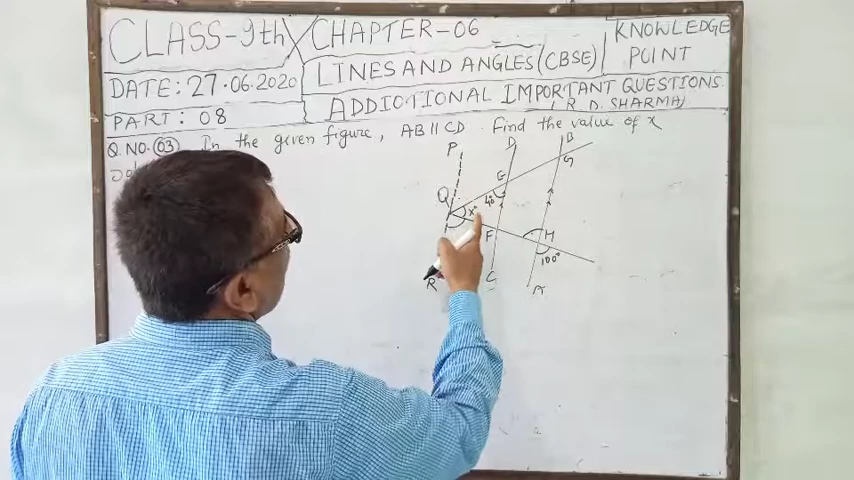 CLASS-9th
CHAPTER-06
KNOWLEDGE
POINT
LINES AND ANGLES (CBSE)
DATE: 27.06.2020
ADDICTIONAL IMPORTANT QUESTIONS
PART: 08
(R D. SHARMA)
Q.NO. 03 In the given figure, AB || CD. Find the value of x
P
D
B
E
G
Q
40
x°
F
H
100°
R
C
A